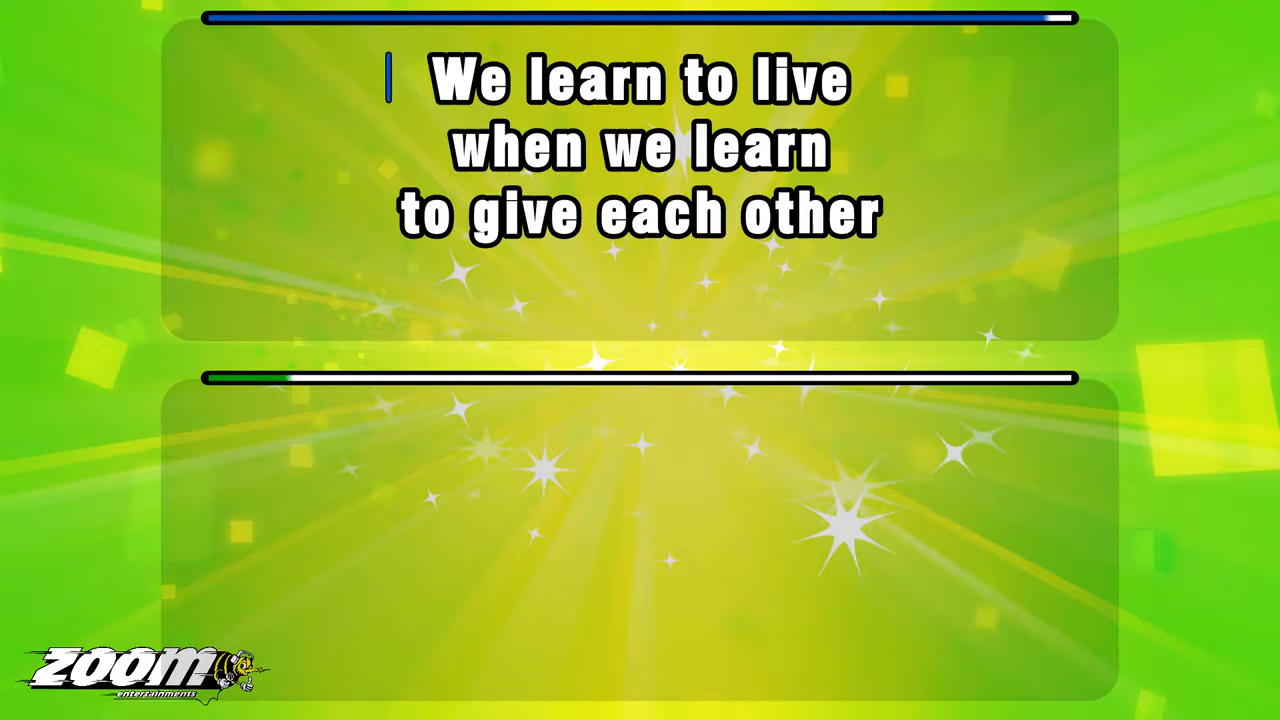 We learn to live
when we learn
to give each other
ZOOM
entertainments